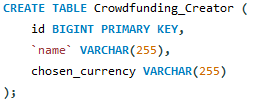 CREATE TABLE Crowdfunding_Creator (
    id BIGINT PRIMARY KEY,
    `name` VARCHAR(255),
    chosen_currency VARCHAR(255)
);